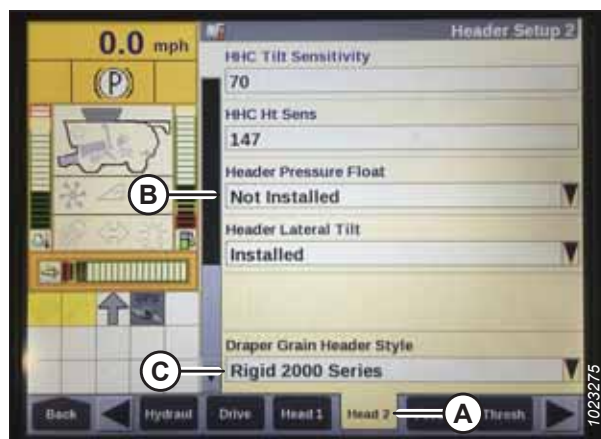 0.0 mph
(P)
Header Setup 2
HHC Tilt Sensitivity
70
HHC Ht Sens
147
Header Pressure Float
B
Not Installed
Header Lateral Tilt
Installed
Draper Grain Header Style
C
Rigid 2000 Series
Back
Hydraul
Drive
Head 1
Head 2
A
Thresh
1023275